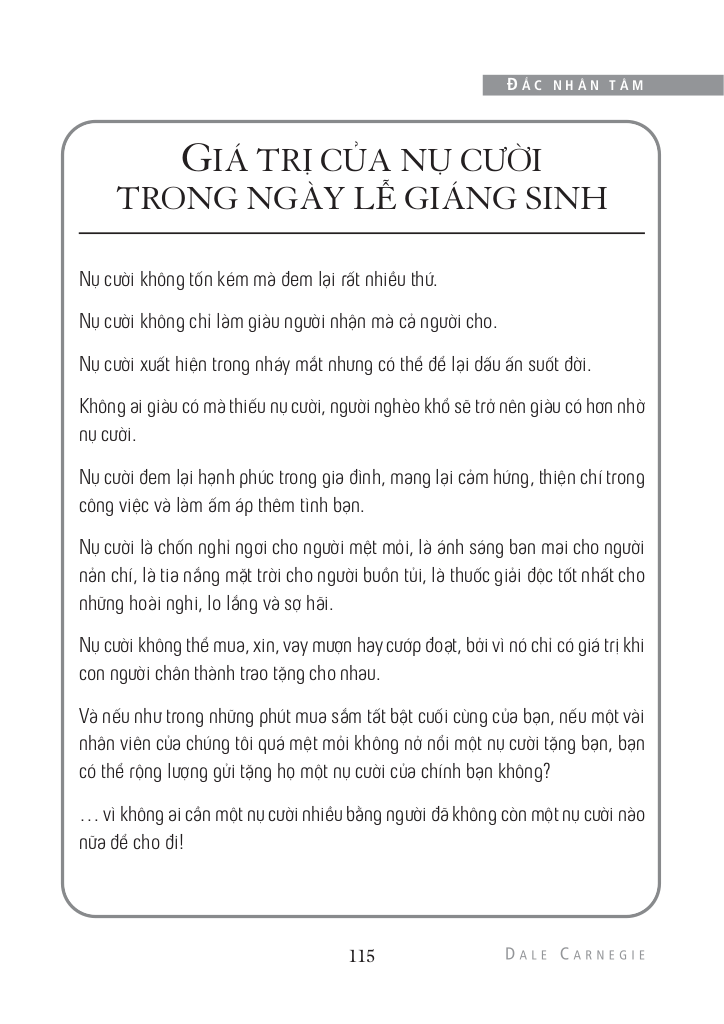 ĐẮC NHÂN TÂM
GIÁ TRỊ CỦA NỤ CƯỜI
TRONG NGÀY LỄ GIÁNG SINH
Nụ cười không tốn kém mà đem lại rất nhiều thứ.
Nụ cười không chỉ làm giàu người nhận mà cả người cho.
Nụ cười xuất hiện trong nháy mắt nhưng có thể để lại dấu ấn suốt đời.
Không ai giàu có mà thiếu nụ cười, người nghèo khổ sẽ trở nên giàu có hơn nhờ
nụ cười.
Nụ cười đem lại hạnh phúc trong gia đình, mang lại cảm hứng, thiện chí trong
công việc và làm ấm áp thêm tình bạn.
Nụ cười là chốn nghỉ ngơi cho người mệt mỏi, là ánh sáng ban mai cho người
nản chí, là tia nắng mặt trời cho người buồn tủi, là thuốc giải độc tốt nhất cho
những hoài nghi, lo lắng và sợ hãi.
Nụ cười không thể mua, xin, vay mượn hay cướp đoạt, bởi vì nó chỉ có giá trị khi
con người chân thành trao tặng cho nhau.
Và nếu như trong những phút mua sắm tất bật cuối cùng của bạn, nếu một vài
nhân viên của chúng tôi quá mệt mỏi không nở nổi một nụ cười tặng bạn, bạn
có thể rộng lượng gửi tặng họ một nụ cười của chính bạn không?
… vì không ai cần một nụ cười nhiều bằng người đã không còn một nụ cười nào
nữa để cho đi!
115
DALE CARNEGIE